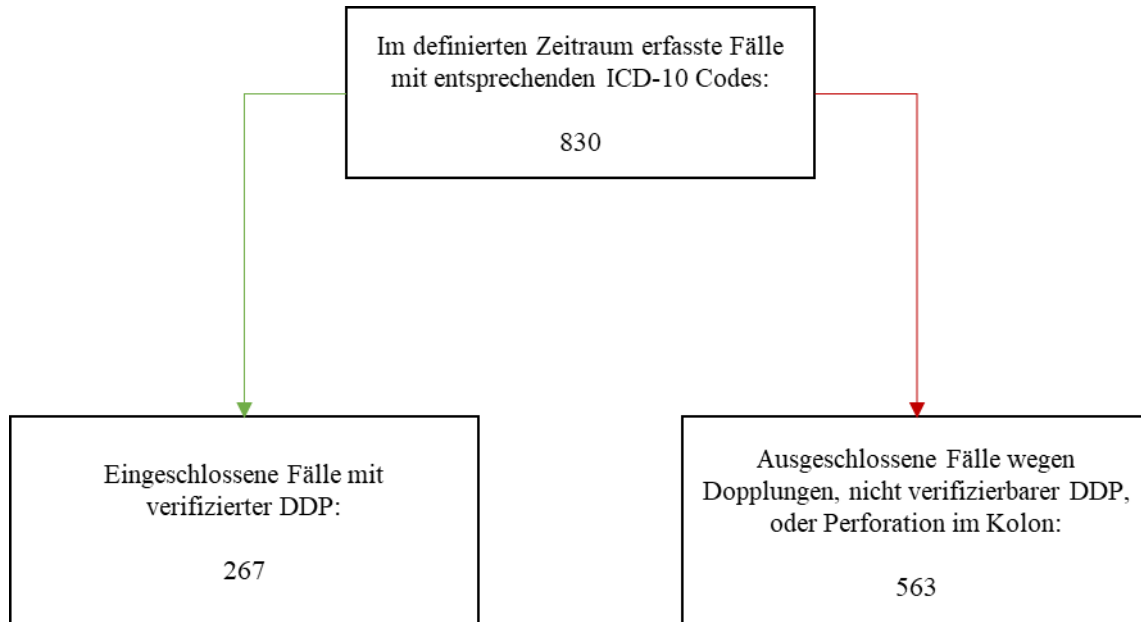 Im definierten Zeitraum erfasste Fälle
mit entsprechenden ICD-10 Codes:
830
Eingeschlossene Fälle mit
verifizierter DDP:
267
Ausgeschlossene Fälle wegen
Dopplungen, nicht verifizierbarer DDP,
oder Perforation im Kolon:
563